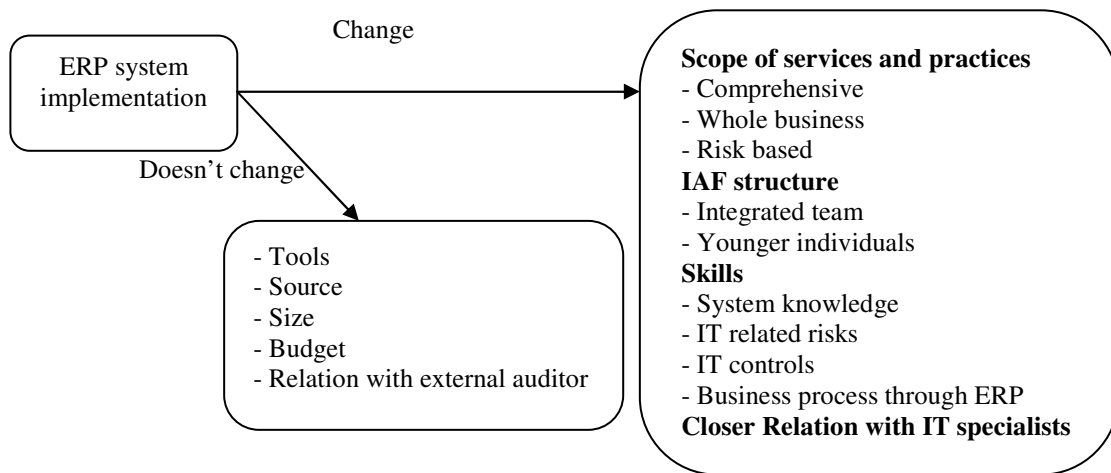 Change
ERP system
implementation
Doesn't change
- Tools
- Source
- Size
- Budget
- Relation with external auditor
Scope of services and practices
- Comprehensive
- Whole business
- Risk based
IAF structure
- Integrated team
- Younger individuals
Skills
- System knowledge
- IT related risks
- IT controls
- Business process through ERP
Closer Relation with IT specialists